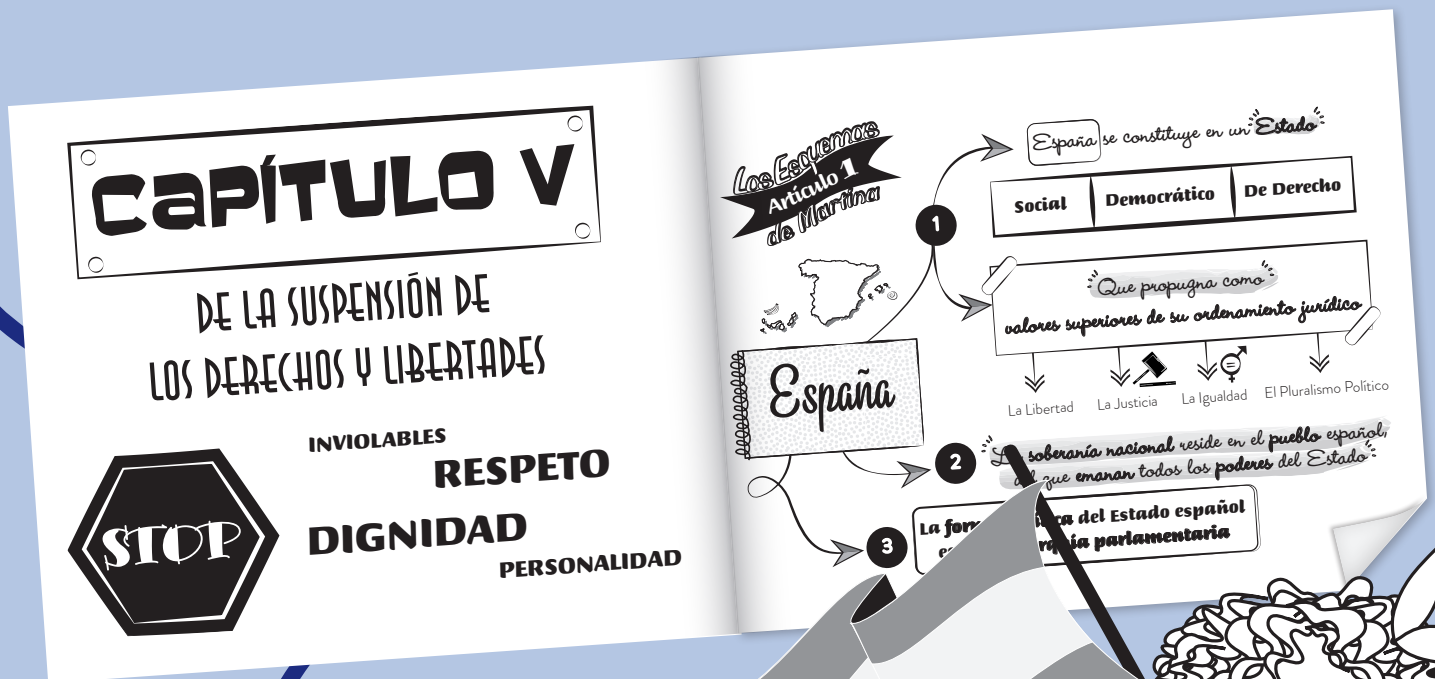 CAPÍTULO V
DE LA SUSPENSIÓN DE
LOS DERECHOS Y LIBERTADES
INVIOLABLES
RESPETO
DIGNIDAD
PERSONALIDAD
STOP
Los Esquemas
Artículo 1
de Martina
España
1
España se constituye en un Estado
Social
Democrático
De Derecho
Que propugna como
valores superiores de su ordenamiento jurídico
La Libertad
La Justicia
La Igualdad
El Pluralismo Político
2
soberanía nacional reside en el pueblo español,
que emanan todos los poderes del Estado
3
La del Estado español
parlamentaria